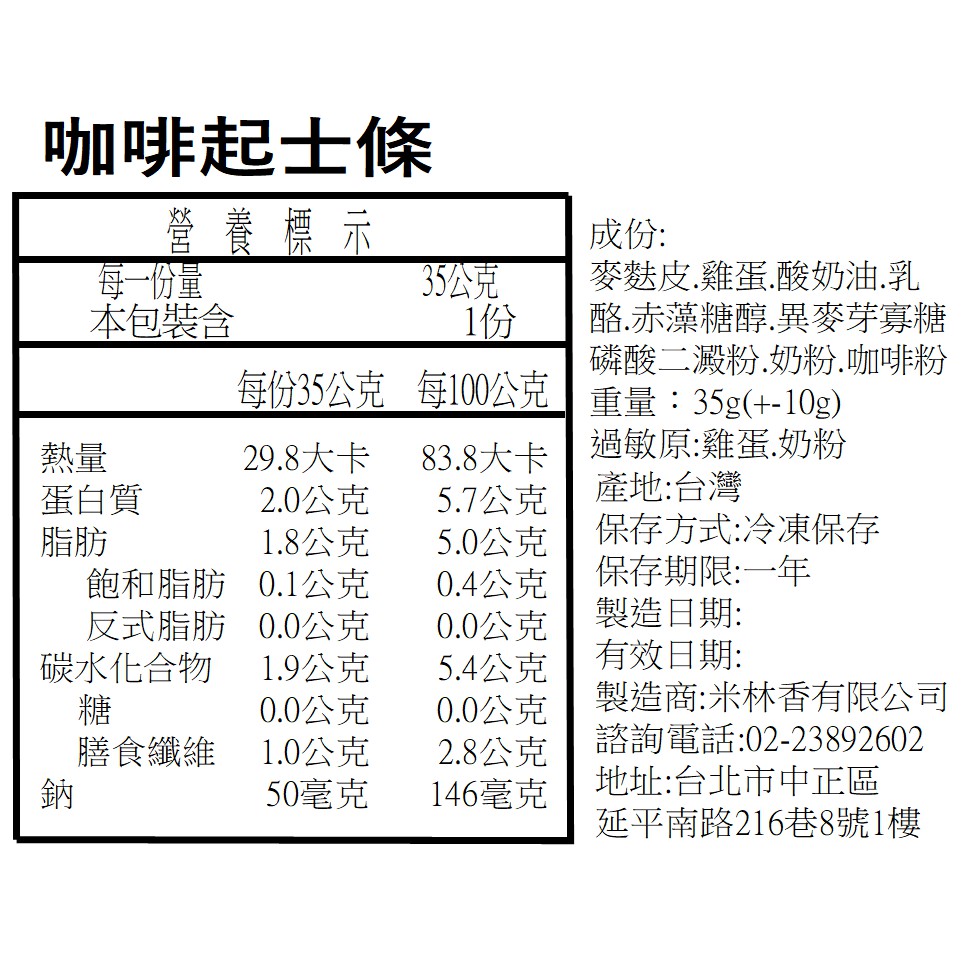 咖啡起士條
營養標示
每一份量 35公克
本包裝含 1份
每份35公克 每100公克
熱量 29.8大卡 83.8大卡
蛋白質 2.0公克 5.7公克
脂肪 1.8公克 5.0公克
飽和脂肪 0.1公克 0.4公克
反式脂肪 0.0公克 0.0公克
碳水化合物 1.9公克 5.4公克
糖 0.0公克 0.0公克
膳食纖維 1.0公克 2.8公克
鈉 50毫克 146毫克
成份:
麥麩皮.雞蛋.酸奶油.乳
酪.赤藻糖醇.異麥芽寡糖
磷酸二澱粉.奶粉.咖啡粉
重量：35g(+-10g)
過敏原:雞蛋.奶粉
產地:台灣
保存方式:冷凍保存
保存期限:一年
製造日期:
有效日期:
製造商:米林香有限公司
諮詢電話:02-23892602
地址:台北市中正區
延平南路216巷8號1樓